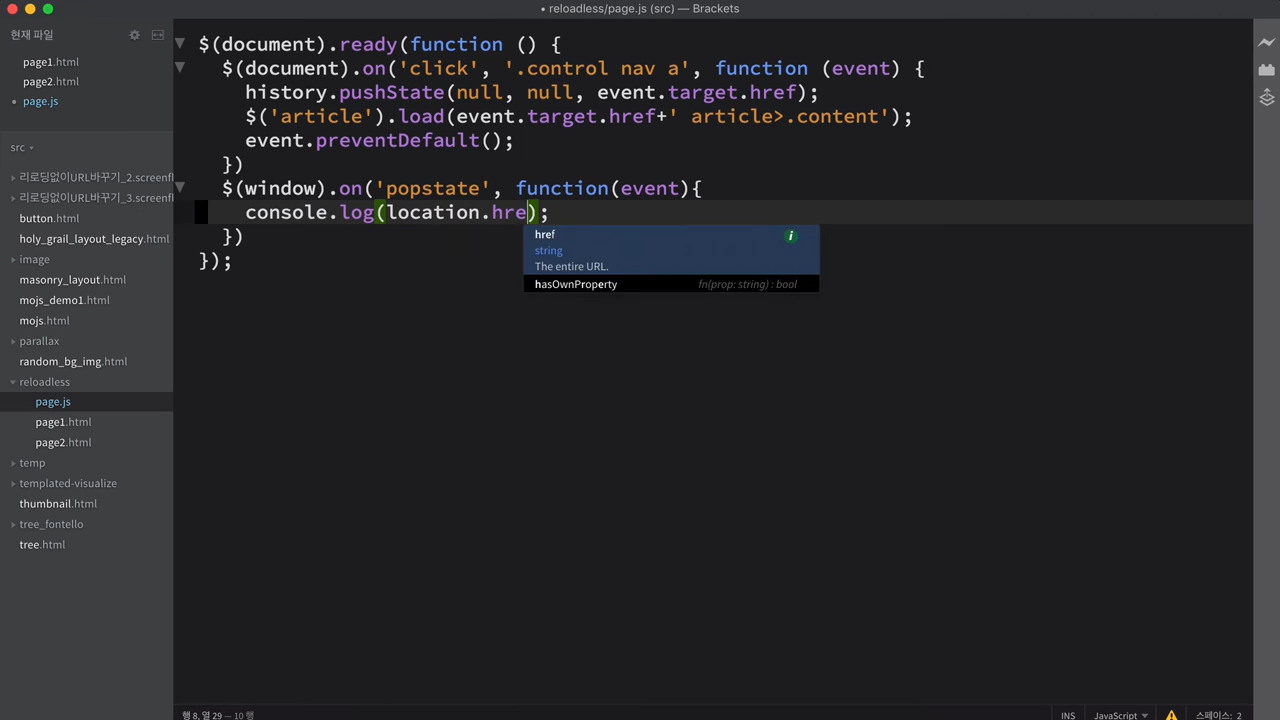 • reloadless/page.js (src) — Brackets
현재 파일
page1.html
page2.html
• page.js
src
리로딩없이URL바꾸기_2.screenfl
리로딩없이URL바꾸기_3.screenfl
button.html
holy_grail_layout_legacy.html
image
masonry_layout.html
mojs_demo1.html
mojs.html
parallax
random_bg_img.html
reloadless
page.js
page1.html
page2.html
temp
templated-visualize
thumbnail.html
tree_fontello
tree.html
$(document).ready(function () {
$(document).on('click', '.control nav a', function (event) {
history.pushState(null, null, event.target.href);
$('article').load(event.target.href+' article>.content');
event.preventDefault();
})
$(window).on('popstate', function(event){
console.log(location.hre);
})
});
href
string
The entire URL.
hasOwnProperty fn(prop: string) : bool
행 8, 열 29 — 10 행
INS JavaScript 스페이스: 2